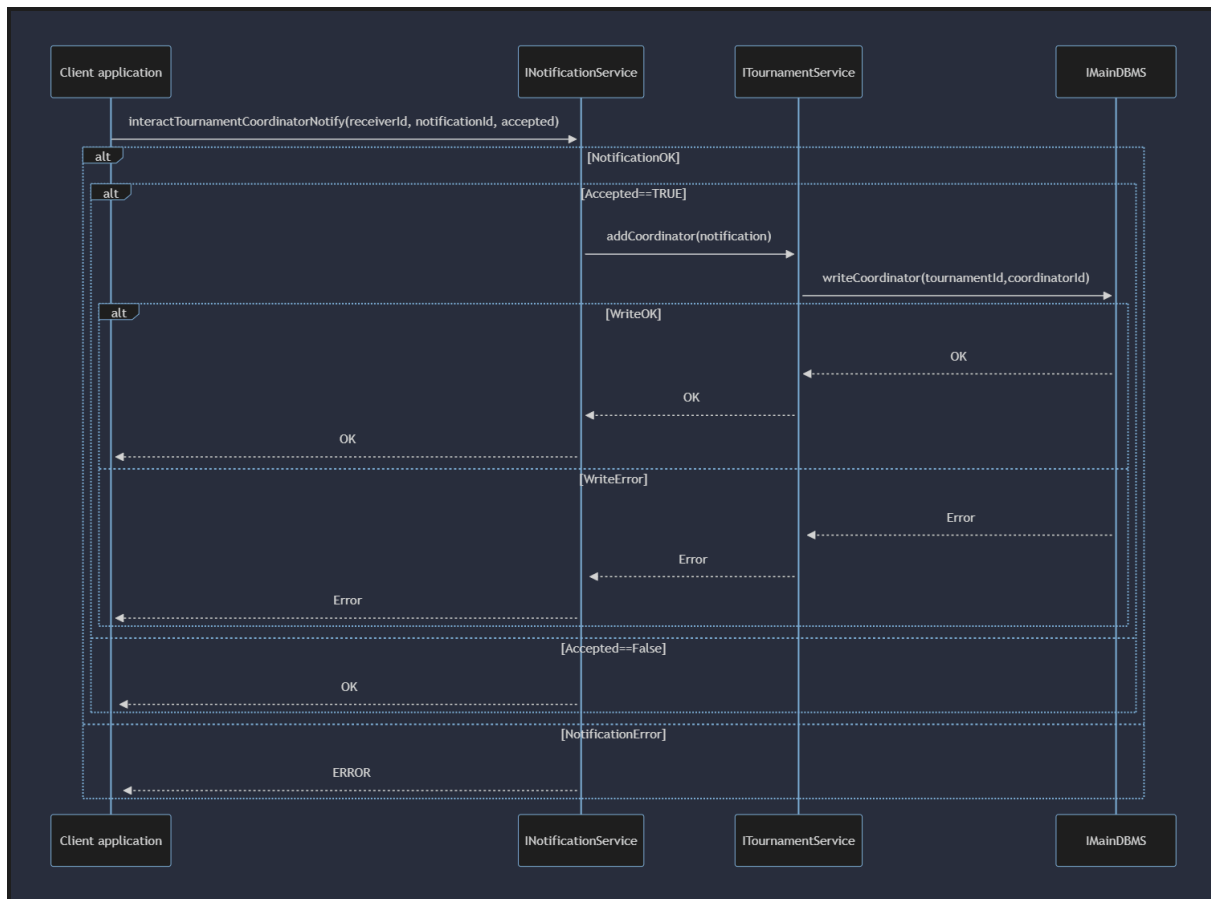 Client application
INotificationService
ITournamentService
IMainDBMS
interactTournamentCoordinatorNotify(receiverId, notificationId, accepted)
alt
[NotificationOK]
alt
[Accepted==TRUE]
addCoordinator(notification)
writeCoordinator(tournamentId,coordinatorId)
alt
[WriteOK]
OK
OK
OK
[WriteError]
Error
Error
Error
[Accepted==False]
OK
[NotificationError]
ERROR
Client application
INotificationService
ITournamentService
IMainDBMS